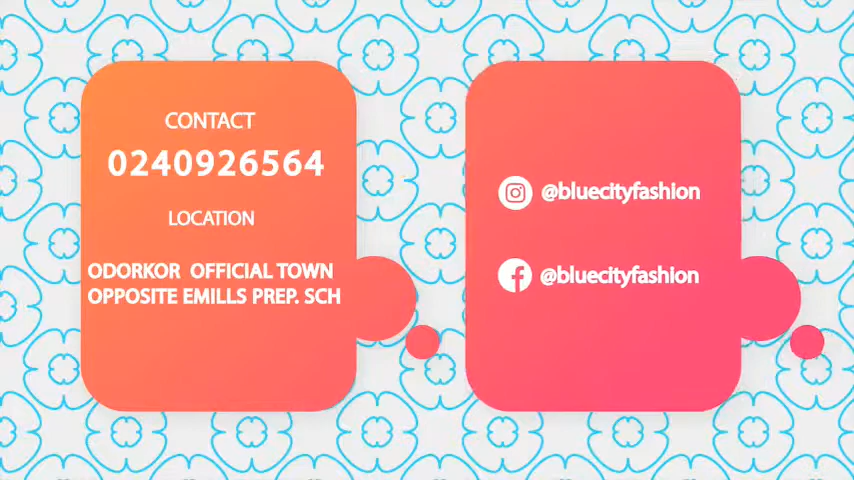 CONTACT
0240926564
LOCATION
ODORKOR OFFICIAL TOWN
OPPOSITE EMILLS PREP. SCH
@bluecityfashion
@bluecityfashion